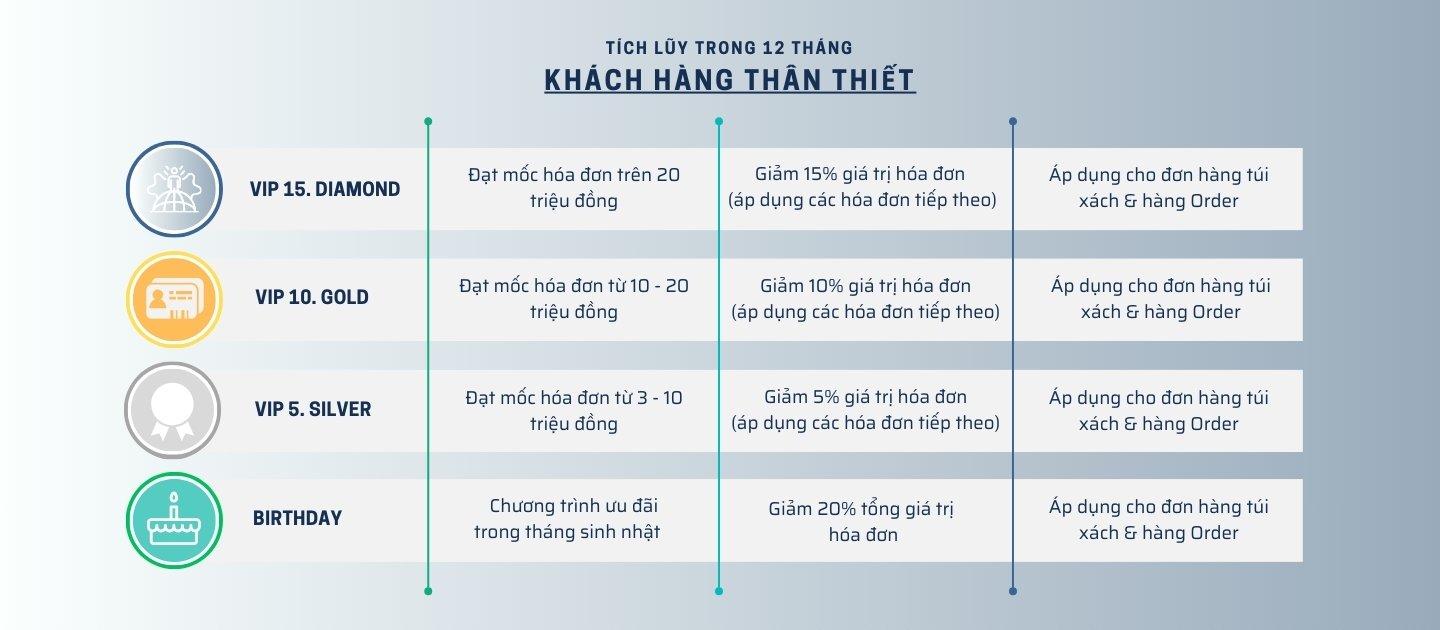 TÍCH LŨY TRONG 12 THÁNG
KHÁCH HÀNG THÂN THIẾT
VIP 15. DIAMOND
Đạt mốc hóa đơn trên 20
triệu đồng
Giảm 15% giá trị hóa đơn
(áp dụng các hóa đơn tiếp theo)
Áp dụng cho đơn hàng túi
xách & hàng Order
VIP 10. GOLD
Đạt mốc hóa đơn từ 10 - 20
triệu đồng
Giảm 10% giá trị hóa đơn
(áp dụng các hóa đơn tiếp theo)
Áp dụng cho đơn hàng túi
xách & hàng Order
VIP 5. SILVER
Đạt mốc hóa đơn từ 3 - 10
triệu đồng
Giảm 5% giá trị hóa đơn
(áp dụng các hóa đơn tiếp theo)
Áp dụng cho đơn hàng túi
xách & hàng Order
BIRTHDAY
Chương trình ưu đãi
trong tháng sinh nhật
Giảm 20% tổng giá trị
hóa đơn
Áp dụng cho đơn hàng túi
xách & hàng Order